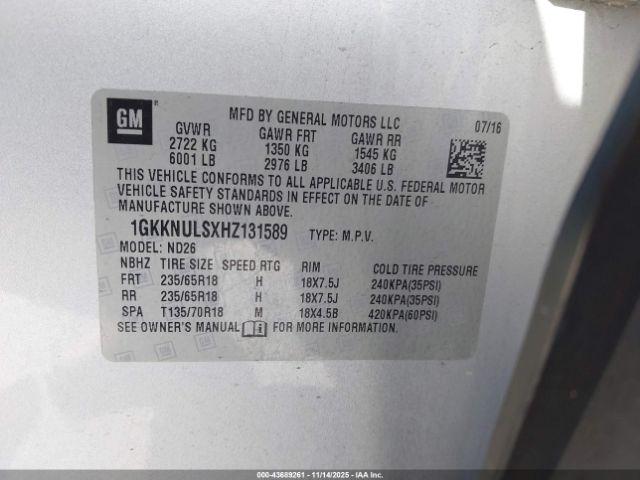 GM
MFD BY GENERAL MOTORS LLC 07/16
GVWR GAWR FRT GAWR RR
2722 KG 1350 KG 1545 KG
6001 LB 2976 LB 3406 LB
THIS VEHICLE CONFORMS TO ALL APPLICABLE U.S. FEDERAL MOTOR
VEHICLE SAFETY STANDARDS IN EFFECT ON THE DATE OF
MANUFACTURE SHOWN ABOVE.
1GKKNULSXHZ131589 TYPE: M.P.V.
MODEL: ND26
NBHZ TIRE SIZE SPEED RTG RIM COLD TIRE PRESSURE
FRT 235/65R18 H 18X7.5J 240KPA(35PSI)
RR 235/65R18 H 18X7.5J 240KPA(35PSI)
SPA T135/70R18 M 18X4.5B 420KPA(60PSI)
SEE OWNER'S MANUAL FOR MORE INFORMATION.
000-43689261 - 11/14/2025 - IAAI.com